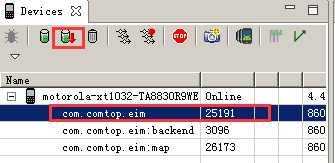 Devices
STOP
Name
motorola-xt1032-TA8830R9WE Online 4.4
com.comtop.eim 25191 860
com.comtop.eim:backend 3096 860
com.comtop.eim:map 26173 860